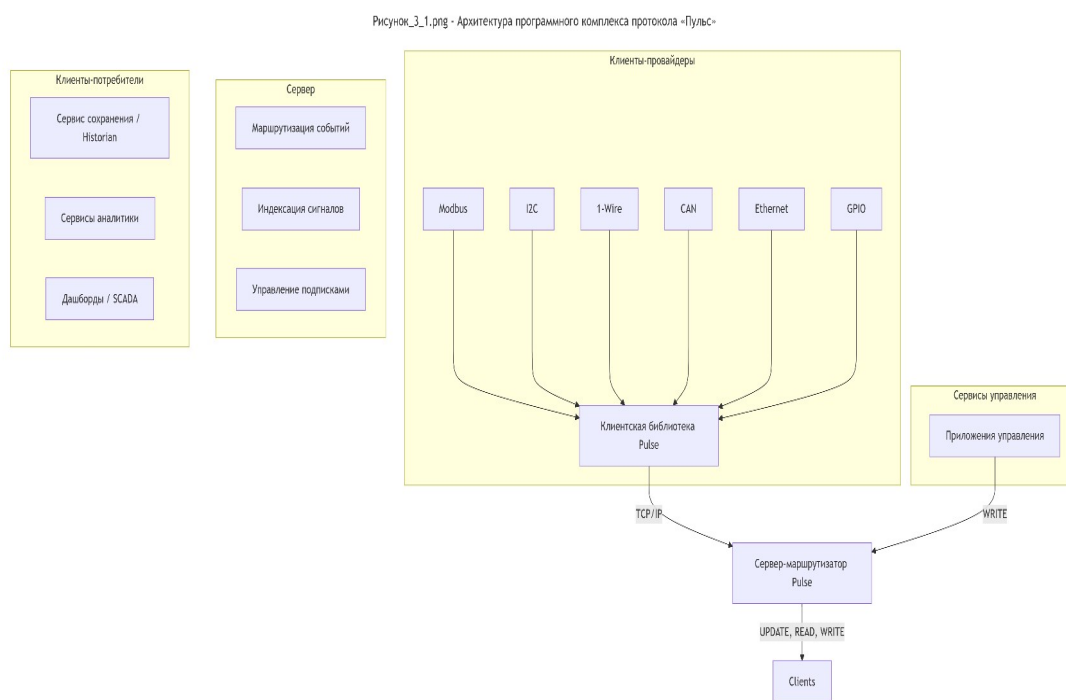 Рисунок_3_1.png - Архитектура программного комплекса протокола «Пульс»
Клиенты-потребители
Сервис сохранения /
Historian
Сервисы аналитики
Дашборды / SCADA
Сервер
Маршрутизация событий
Индексация сигналов
Управление подписками
Клиенты-провайдеры
Modbus
I2C
1-Wire
CAN
Ethernet
GPIO
Клиентская библиотека
Pulse
Сервисы управления
Приложения управления
TCP/IP
WRITE
Сервер-маршрутизатор
Pulse
UPDATE, READ, WRITE
Clients